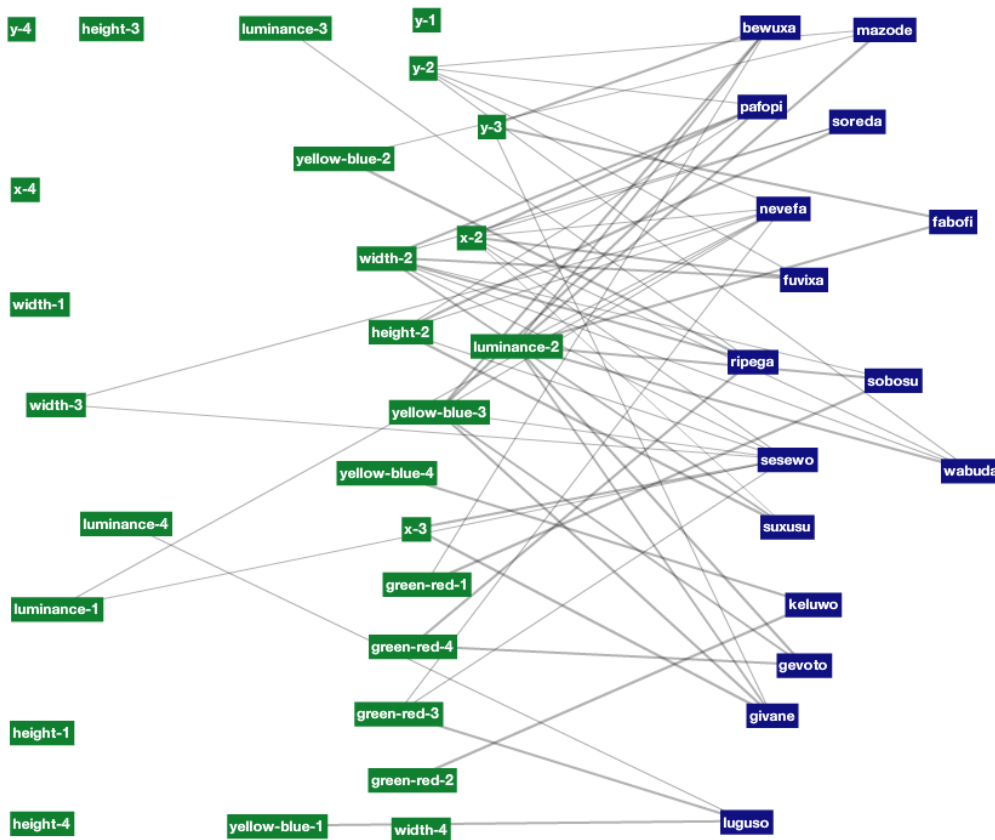 y-4
height-3
luminance-3
y-1
bewuxa
mazode
y-2
pafopi
soreda
y-3
yellow-blue-2
x-4
nevefa
fabofi
x-2
width-2
fuvixa
width-1
height-2
luminance-2
ripega
sobosu
width-3
yellow-blue-3
sesewo
wabuda
yellow-blue-4
luminance-4
x-3
suxusu
green-red-1
luminance-1
keluwo
green-red-4
gevoto
green-red-3
givane
height-1
green-red-2
height-4
yellow-blue-1
width-4
luguso